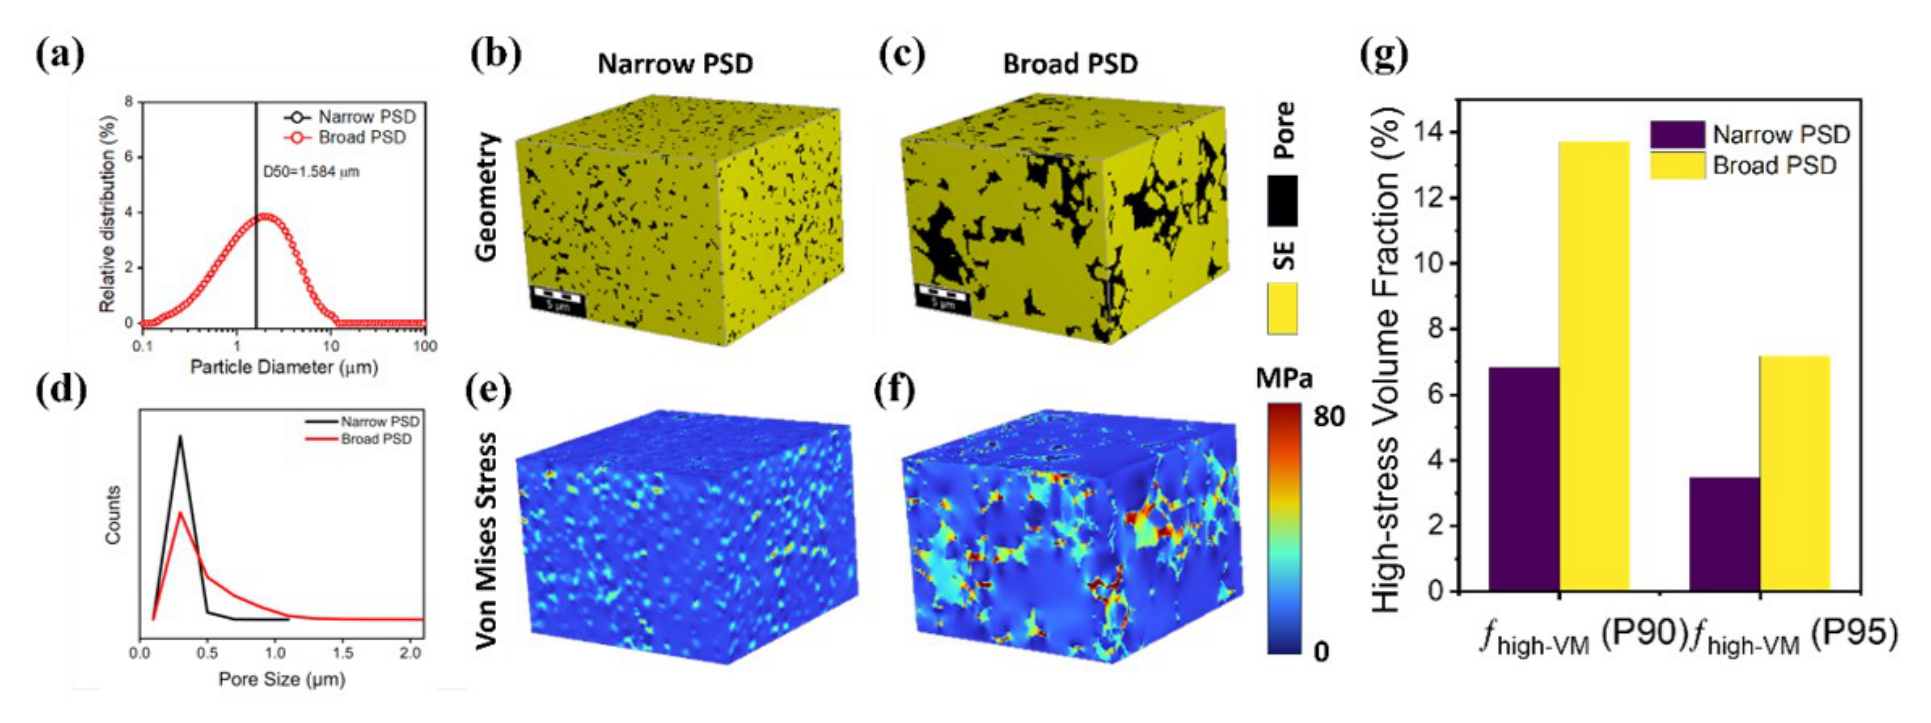 (a)
8
6
4
2
0
Relative distribution (%)
Narrow PSD
Broad PSD
D50=1.584 μm
0.1
1
10
100
Particle Diameter (μm)
(b)
Narrow PSD
Geometry
5 μm
(c)
Broad PSD
5 μm
Pore
SE
(d)
Counts
Narrow PSD
Broad PSD
0.0
0.5
1.0
1.5
2.0
Pore Size (μm)
(e)
Von Mises Stress
(f)
MPa
80
0
(g)
High-stress Volume Fraction (%)
14
12
10
8
6
4
2
0
Narrow PSD
Broad PSD
fhigh-VM (P90)
fhigh-VM (P95)